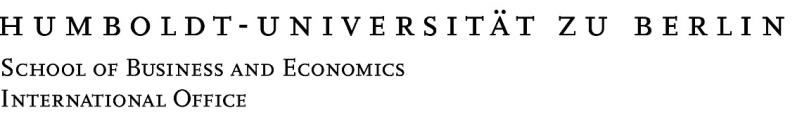 HUMBOLDT-UNIVERSITÄT ZU BERLIN
SCHOOL OF BUSINESS AND ECONOMICS
INTERNATIONAL OFFICE